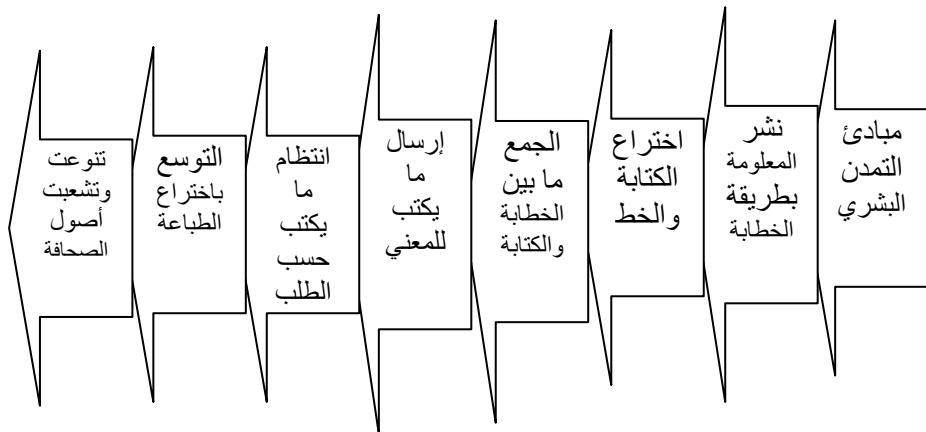 مبادئ
التمدن
البشري
نشر
المعلومة
بطريقة
الخطابة
اختراع
الكتابة
والخط
الجمع
ما بين
الخطابة
والكتابة
إرسال
ما
يكتب
للمعني
انتظام
ما
يكتب
حسب
الطلب
التوسع
باختراع
الطباعة
تنوعت
وتشعبت
أصول
الصحافة